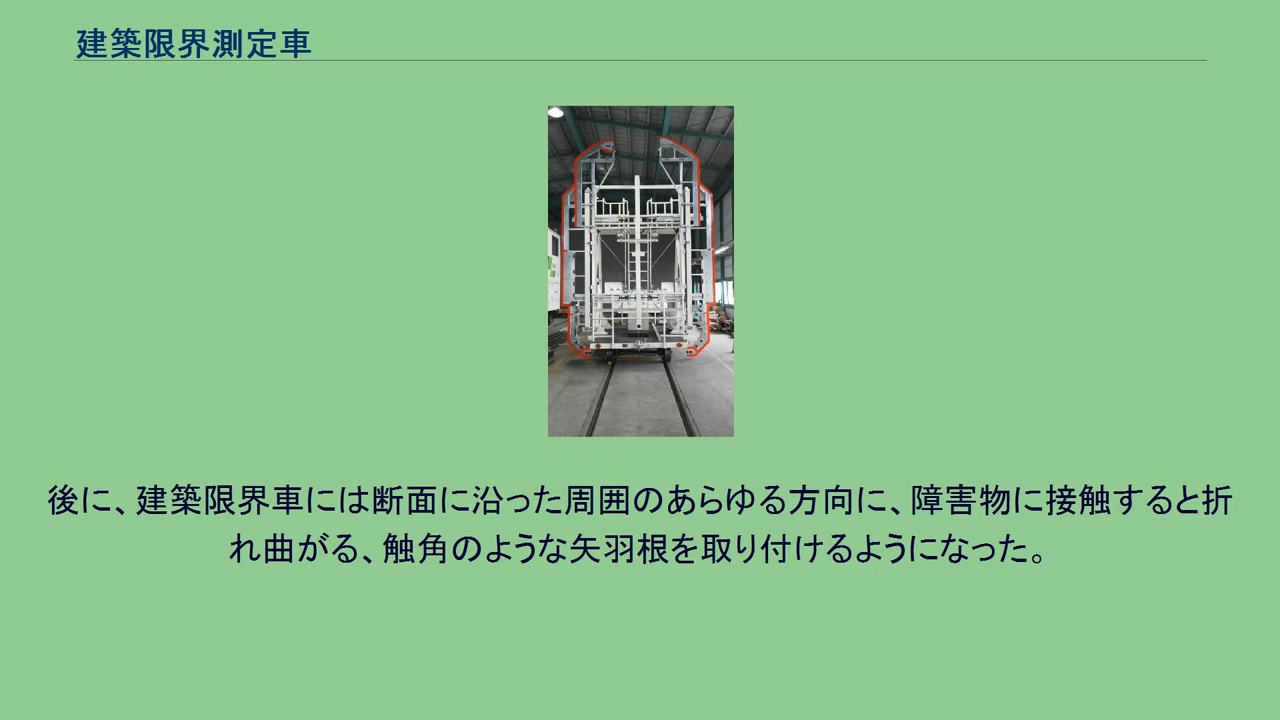 建築限界測定車
後に、建築限界車には断面に沿った周囲のあらゆる方向に、障害物に接触すると折
れ曲がる、触角のような矢羽根を取り付けるようになった。